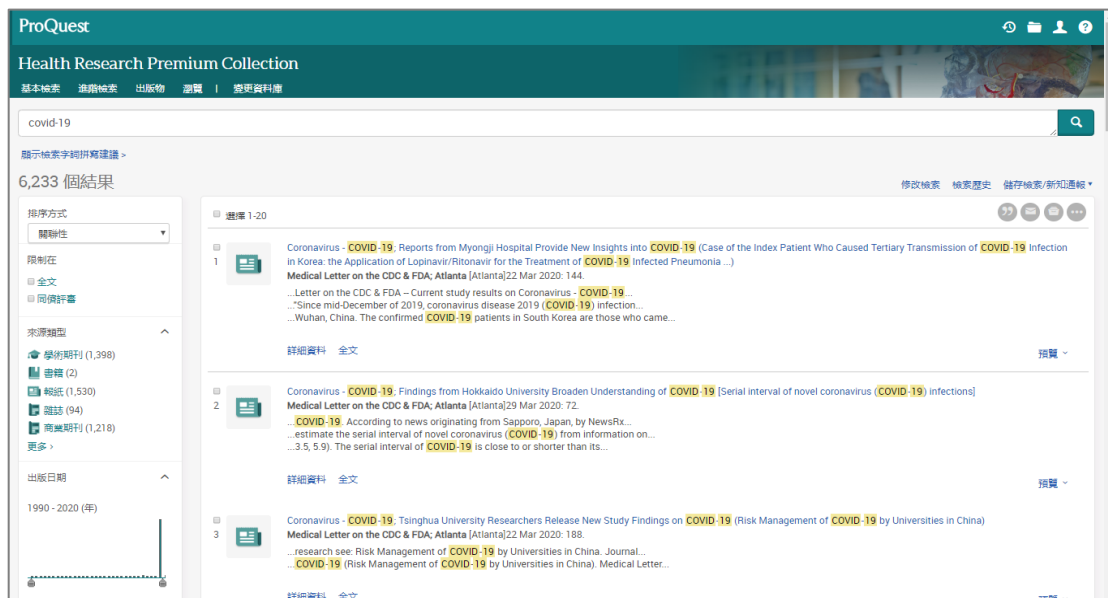 ProQuest
Health Research Premium Collection
基本檢索 進階檢索 出版物 瀏覽 | 變更資料庫
covid-19
顯示檢索字詞拼寫建議 >
6,233 個結果
修改檢索 檢索歷史 儲存檢索/新知通報
排序方式
關聯性
限制在
全文
同儕評審
來源類型
學術期刊 (1,398)
書籍 (2)
報紙 (1,530)
雜誌 (94)
商業期刊 (1,218)
更多 ›
出版日期
1990 - 2020 (年)
選擇 1-20
1
Coronavirus - COVID-19; Reports from Myongji Hospital Provide New Insights into COVID-19 (Case of the Index Patient Who Caused Tertiary Transmission of COVID-19 Infection
in Korea: the Application of Lopinavir/Ritonavir for the Treatment of COVID-19 Infected Pneumonia ...)
Medical Letter on the CDC & FDA; Atlanta [Atlanta]22 Mar 2020: 144.
...Letter on the CDC & FDA – Current study results on Coronavirus - COVID-19...
..."Since mid-December of 2019, coronavirus disease 2019 (COVID-19) infection...
...Wuhan, China. The confirmed COVID-19 patients in South Korea are those who came...
詳細資料 全文
預覽
2
Coronavirus - COVID-19; Findings from Hokkaido University Broaden Understanding of COVID-19 [Serial interval of novel coronavirus (COVID-19) infections]
Medical Letter on the CDC & FDA; Atlanta [Atlanta]29 Mar 2020: 72.
...COVID-19. According to news originating from Sapporo, Japan, by NewsRx...
...estimate the serial interval of novel coronavirus (COVID-19) from information on...
...3.5, 5.9). The serial interval of COVID-19 is close to or shorter than its...
詳細資料 全文
預覽
3
Coronavirus - COVID-19; Tsinghua University Researchers Release New Study Findings on COVID-19 (Risk Management of COVID-19 by Universities in China)
Medical Letter on the CDC & FDA; Atlanta [Atlanta]22 Mar 2020: 188.
...research see: Risk Management of COVID-19 by Universities in China. Journal...
...COVID-19 (Risk Management of COVID-19 by Universities in China). Medical Letter...
詳細資料 全文
預覽